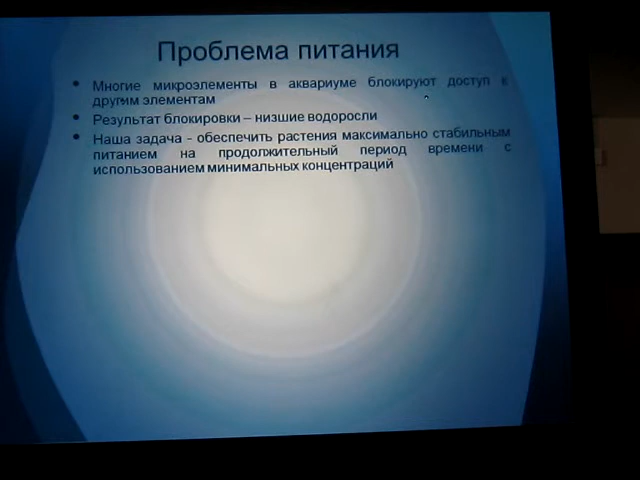 Проблема питания
• Многие микроэлементы в аквариуме блокируют доступ к
другим элементам
• Результат блокировки – низшие водоросли
• Наша задача - обеспечить растения максимально стабильным
питанием на продолжительный период времени с
использованием минимальных концентраций